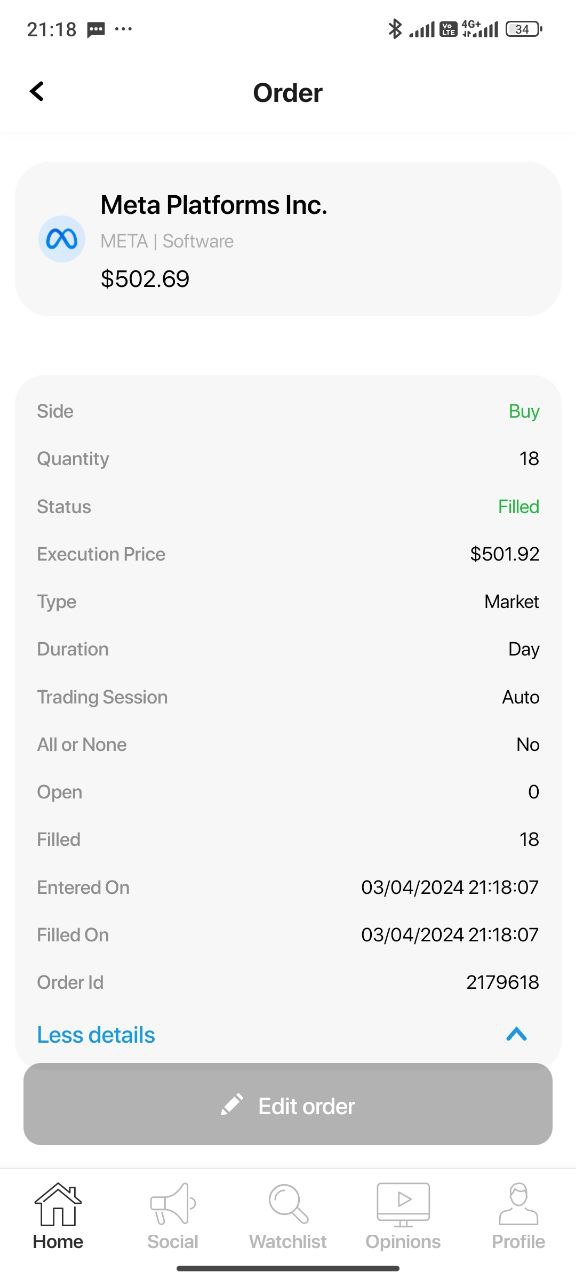 21:18
Vo LTE 4G+ 34
Order
Meta Platforms Inc.
META | Software
$502.69
Side Buy
Quantity 18
Status Filled
Execution Price $501.92
Type Market
Duration Day
Trading Session Auto
All or None No
Open 0
Filled 18
Entered On 03/04/2024 21:18:07
Filled On 03/04/2024 21:18:07
Order Id 2179618
Less details
Edit order
Home Social Watchlist Opinions Profile